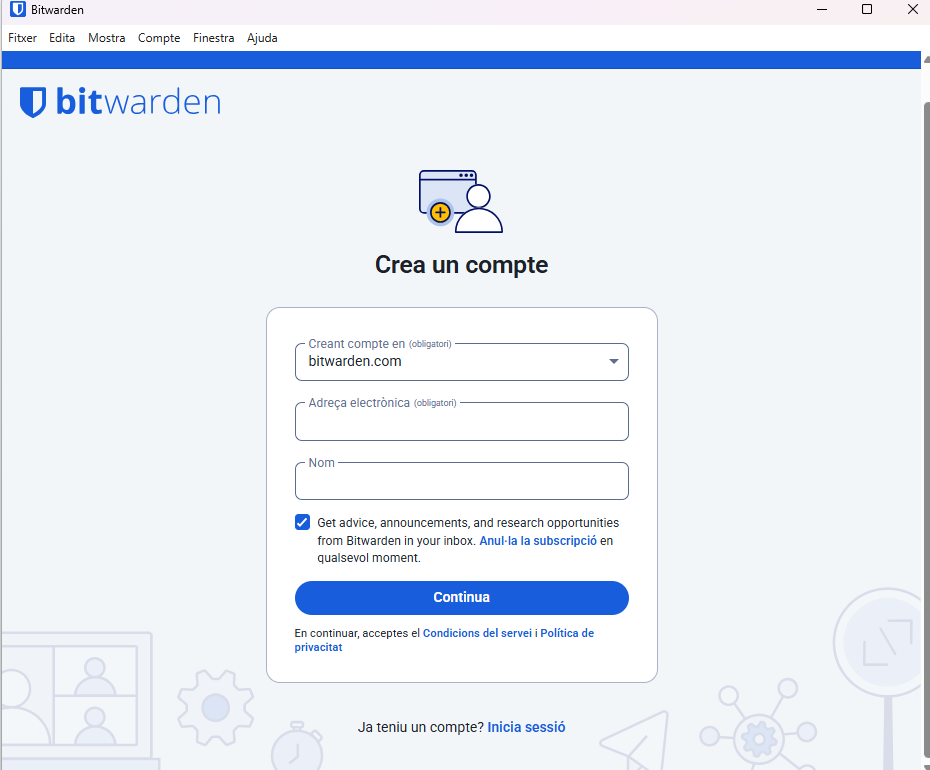 Bitwarden
Fitxer Edita Mostra Compte Finestra Ajuda
bitwarden
Crea un compte
Creant compte en (obligatori)
bitwarden.com
Adreça electrònica (obligatori)
Nom
Get advice, announcements, and research opportunities
from Bitwarden in your inbox. Anul·la la subscripció en
qualsevol moment.
Continua
En continuar, acceptes el Condicions del servei i Política de
privacitat
Ja teniu un compte? Inicia sessió